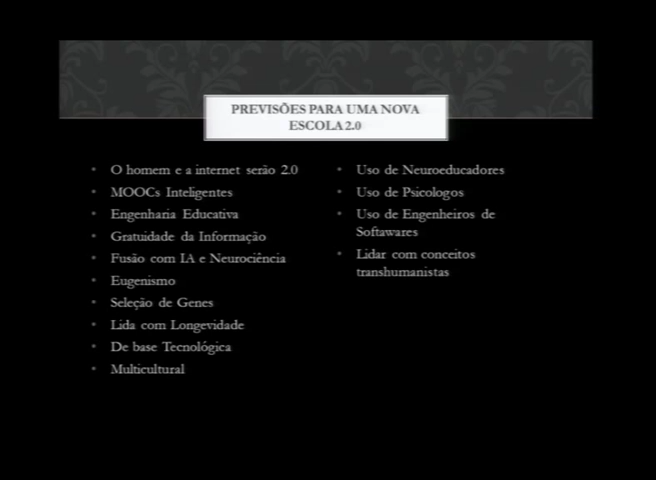 PREVISÕES PARA UMA NOVA
ESCOLA 2.0
• O homem e a internet serão 2.0
• MOOCs Inteligentes
• Engenharia Educativa
• Gratuidade da Informação
• Fusão com IA e Neurociência
• Eugenismo
• Seleção de Genes
• Lida com Longevidade
• De base Tecnológica
• Multicultural
• Uso de Neuroeducadores
• Uso de Psicologos
• Uso de Engenheiros de
Softawares
• Lidar com conceitos
transhumanistas